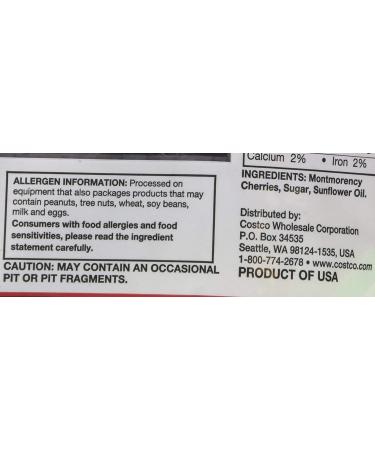 Calcium 2% • Iron 2%
ALLERGEN INFORMATION: Processed on
equipment that also packages products that may
contain peanuts, tree nuts, wheat, soy beans,
milk and eggs.
Consumers with food allergies and food
sensitivities, please read the ingredient
statement carefully.
CAUTION: MAY CONTAIN AN OCCASIONAL
PIT OR PIT FRAGMENTS.
INGREDIENTS: Montmorency
Cherries, Sugar, Sunflower Oil.
Distributed by:
Costco Wholesale Corporation
P.O. Box 34535
Seattle, WA 98124-1535, USA
1-800-774-2678 • www.costco.com
PRODUCT OF USA